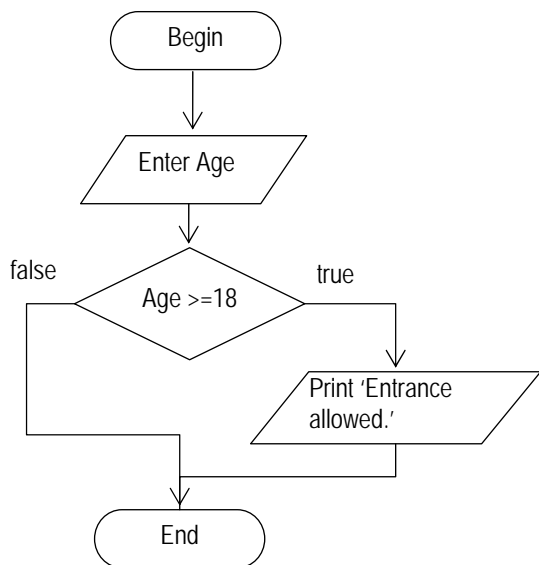 Begin
Enter Age
false
true
Age >=18
Print ‘Entrance
allowed.’
End